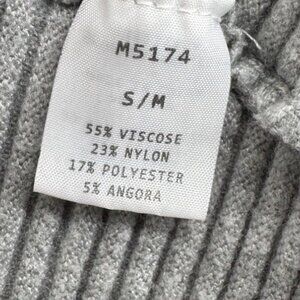 M5174
S/M
55% VISCOSE
23% NYLON
17% POLYESTER
5% ANGORA